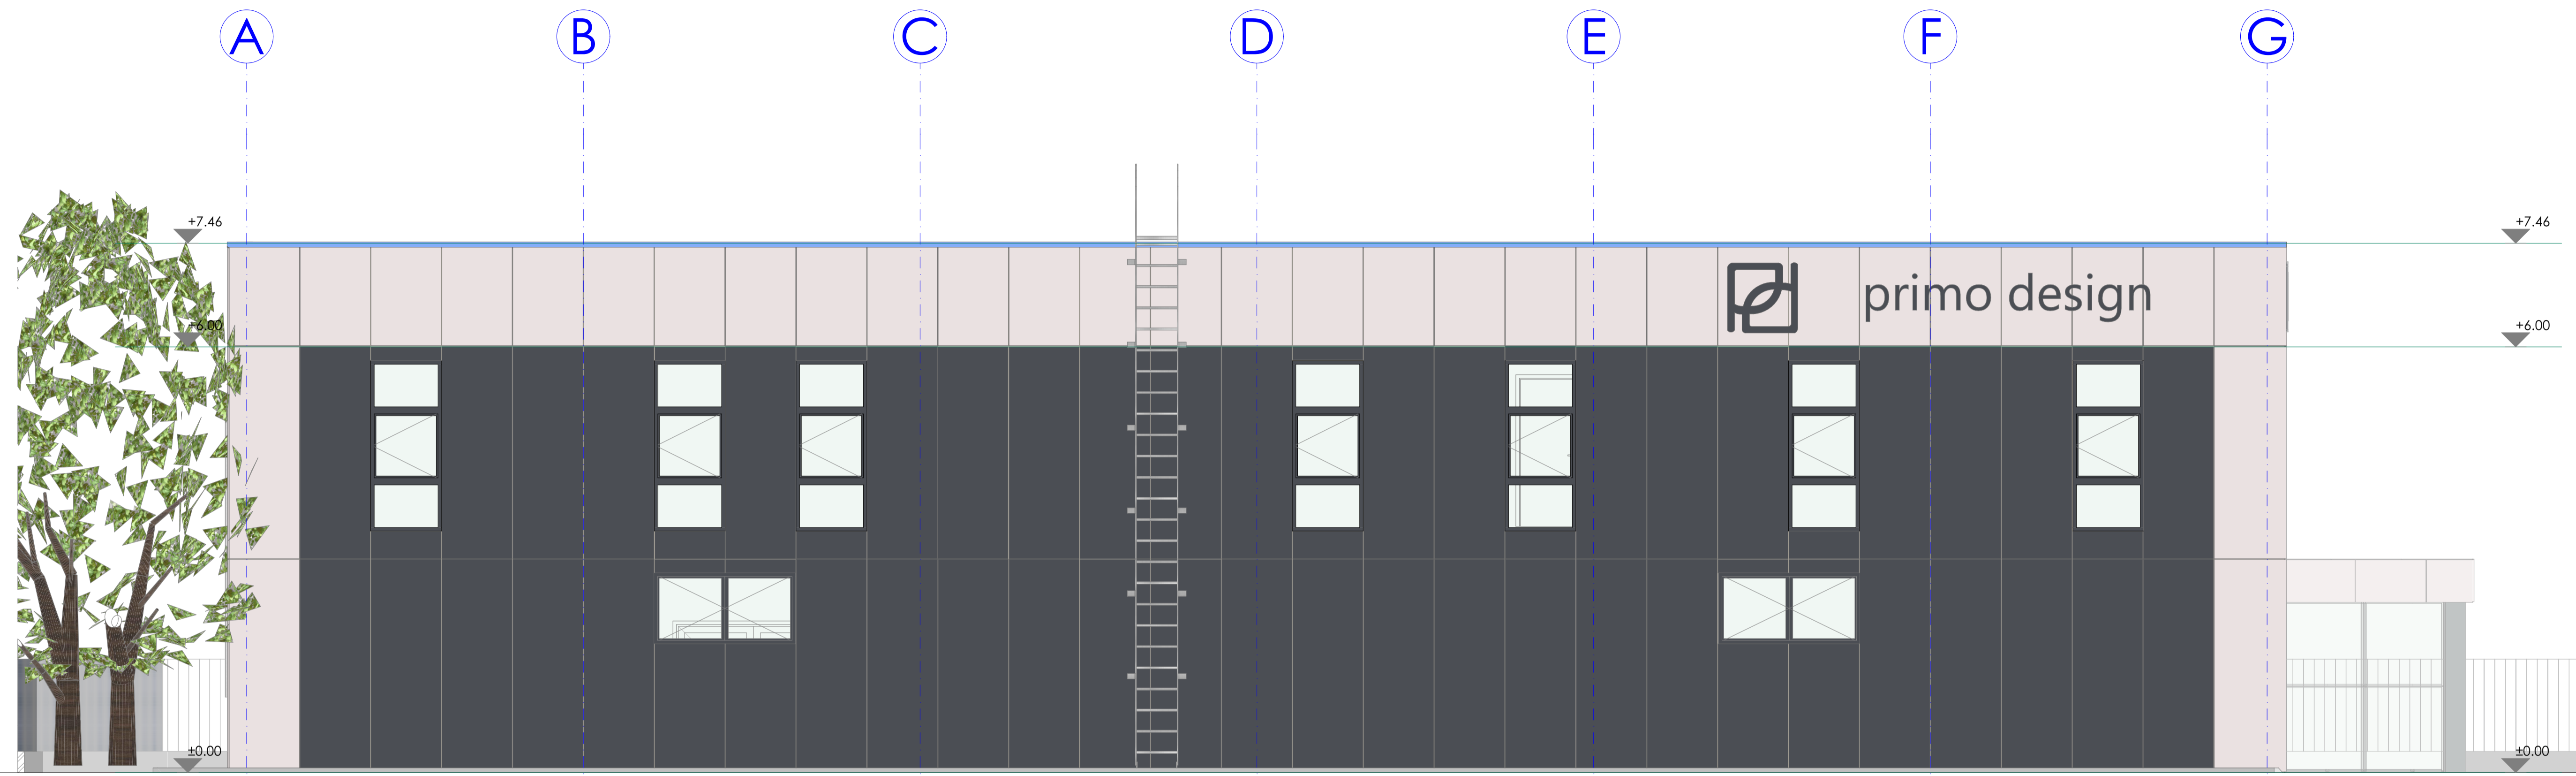 A B C D E F G
+7.46 +7.46
primo design
+6.00 +6.00
±0.00 ±0.00